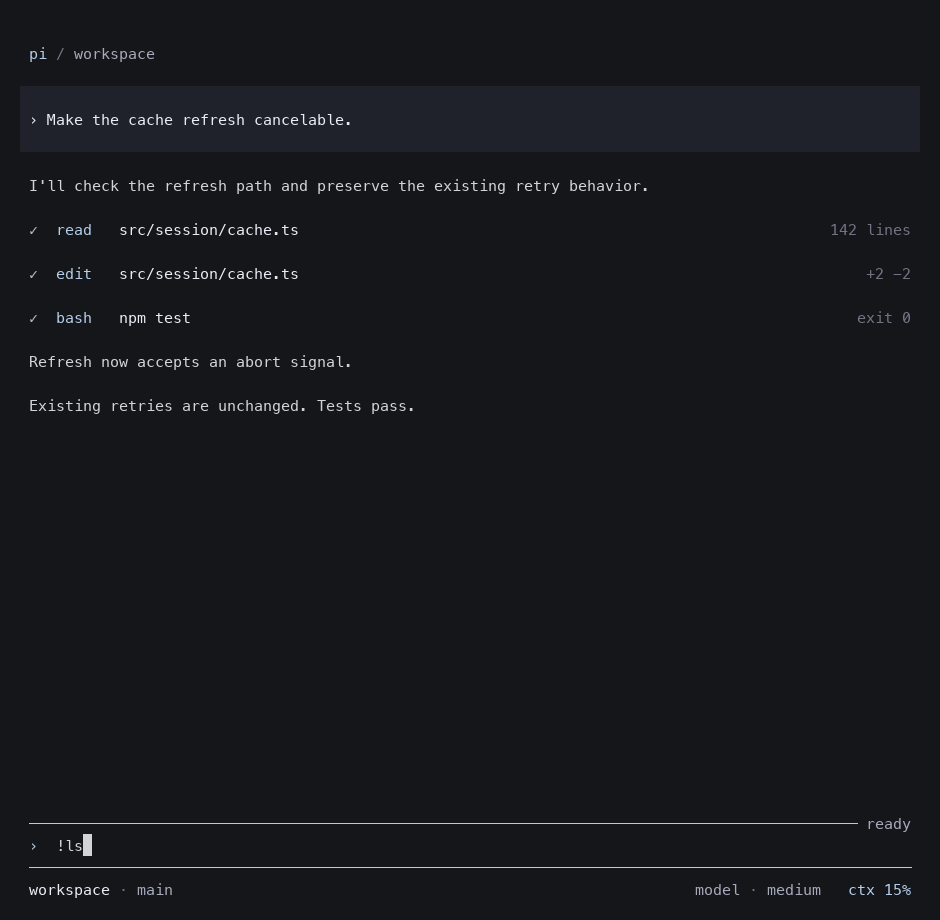 pi / workspace
› Make the cache refresh cancelable.
I'll check the refresh path and preserve the existing retry behavior.
✓ read src/session/cache.ts 142 lines
✓ edit src/session/cache.ts +2 −2
✓ bash npm test exit 0
Refresh now accepts an abort signal.
Existing retries are unchanged. Tests pass.
ready
› !ls
workspace · main model · medium ctx 15%